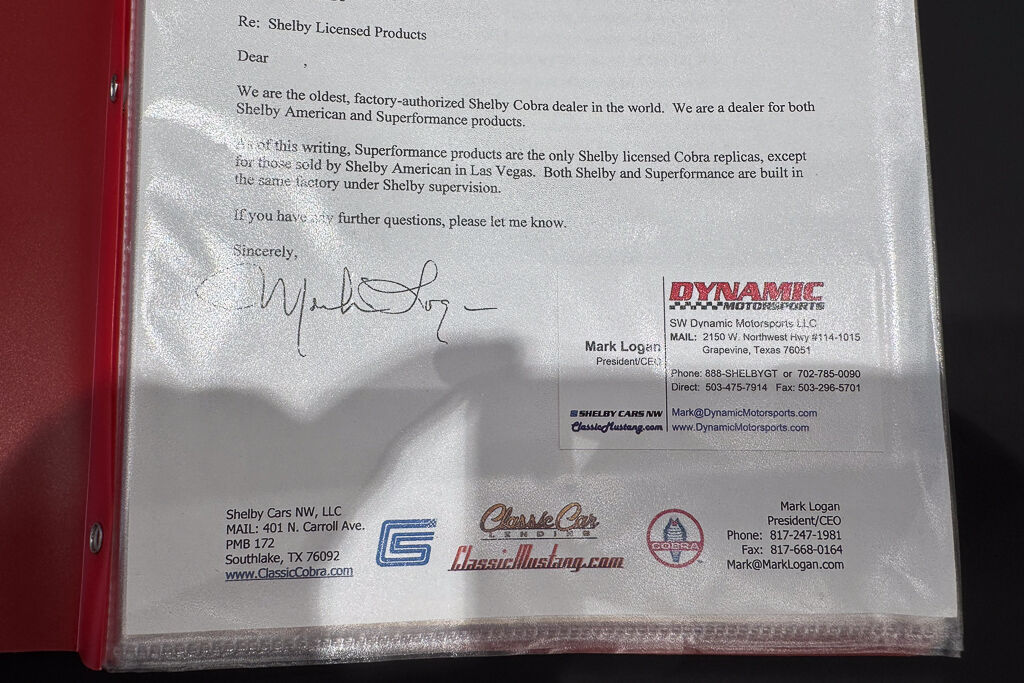 Re: Shelby Licensed Products
Dear ,
We are the oldest, factory-authorized Shelby Cobra dealer in the world. We are a dealer for both
Shelby American and Superformance products.
As of this writing, Superformance products are the only Shelby licensed Cobra replicas, except
for those sold by Shelby American in Las Vegas. Both Shelby and Superformance are built in
the same factory under Shelby supervision.
If you have any further questions, please let me know.
Sincerely,
Mark Logan
DYNAMIC
MOTORSPORTS
SW Dynamic Motorsports LLC
MAIL: 2150 W. Northwest Hwy #114-1015
Grapevine, Texas 76051
Mark Logan
President/CEO
Phone: 888-SHELBYGT or 702-785-0090
Direct: 503-475-7914 Fax: 503-296-5701
SHELBY CARS NW
ClassicMustang.com
Mark@DynamicMotorsports.com
www.DynamicMotorsports.com
Shelby Cars NW, LLC
MAIL: 401 N. Carroll Ave.
PMB 172
Southlake, TX 76092
www.ClassicCobra.com
Classic Car
LENDING
ClassicMustang.com
COBRA
Mark Logan
President/CEO
Phone: 817-247-1981
Fax: 817-668-0164
Mark@MarkLogan.com